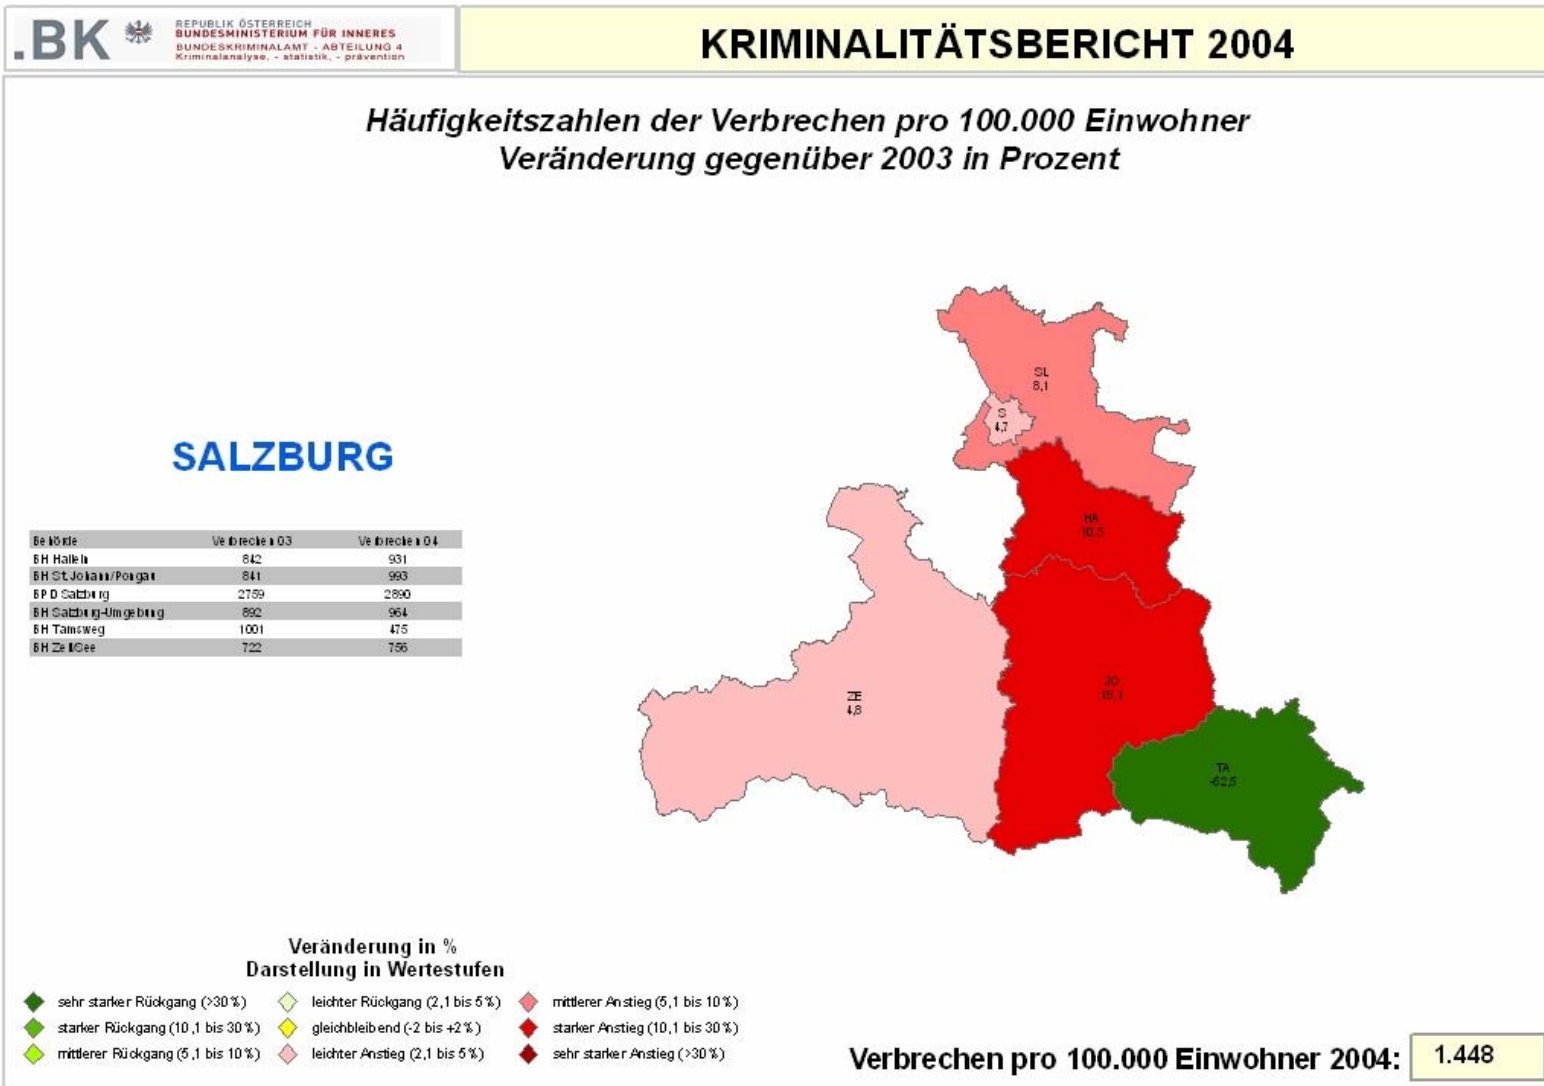 .BK
REPUBLIK ÖSTERREICH
BUNDESMINISTERIUM FÜR INNERES
BUNDESKRIMINALAMT - ABTEILUNG 4
Kriminalanalyse, - statistik, - prävention
KRIMINALITÄTSBERICHT 2004
Häufigkeitszahlen der Verbrechen pro 100.000 Einwohner
Veränderung gegenüber 2003 in Prozent
SL
8,1
S
4,7
SALZBURG
HA
10,5
Behörde Verbrechen 03 Verbrechen 04
BH Hallein 842 931
BH St.Johann/Pongau 841 993
BPD Salzburg 2759 2890
BH Salzburg-Umgebung 892 964
BH Tamsweg 1001 475
BH Zell/See 722 756
ZE
4,8
JO
18,1
TA
-52,5
Veränderung in %
Darstellung in Wertestufen
sehr starker Rückgang (>30%) leichter Rückgang (2,1 bis 5%) mittlerer Anstieg (5,1 bis 10%)
starker Rückgang (10,1 bis 30%) gleichbleibend (-2 bis +2%) starker Anstieg (10,1 bis 30%)
mittlerer Rückgang (5,1 bis 10%) leichter Anstieg (2,1 bis 5%) sehr starker Anstieg (>30%)
Verbrechen pro 100.000 Einwohner 2004: 1.448